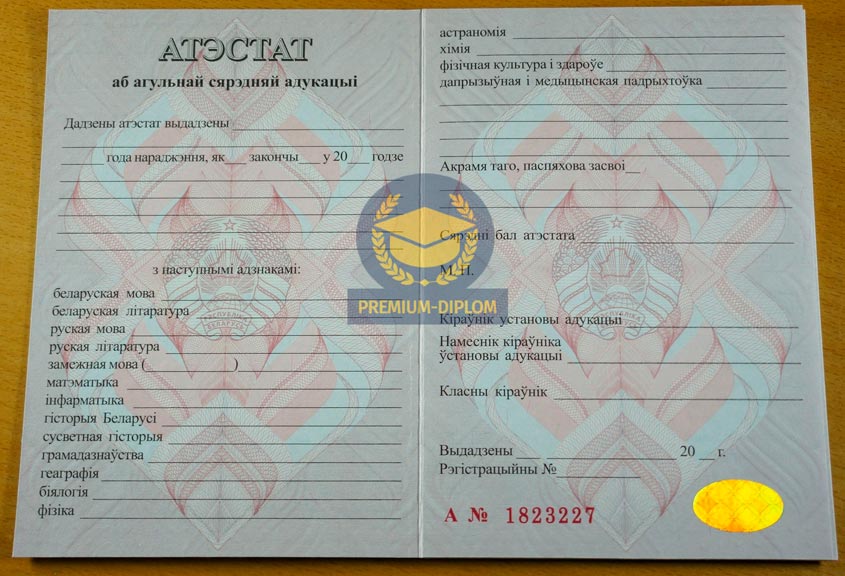 АТЭСТАТ
аб агульнай сярэдняй адукацыі
Дадзены атэстат выдадзены
года нараджэння, як закончы у 20 годзе
з наступнымі адзнакамі:
беларуская мова
беларуская літаратура
руская мова
руская літаратура
замежная мова ( )
матэматыка
інфарматыка
гісторыя Беларусі
сусветная гісторыя
грамадазнаўства
геаграфія
біялогія
фізіка
астраномія
хімія
фізічная культура і здароўе
дапрызыўная і медыцынская падрыхтоўка
Акрамя таго, паспяхова засвоі
Сярэдні бал атэстата
М. П.
Кіраўнік установы адукацыі
Намеснік кіраўніка
ўстановы адукацыі
Класны кіраўнік
Выдадзены 20 г.
Рэгістрацыйны №
А № 1823227
PREMIUM-DIPLOM
РЭСПУБЛІКА
БЕЛАРУСЬ